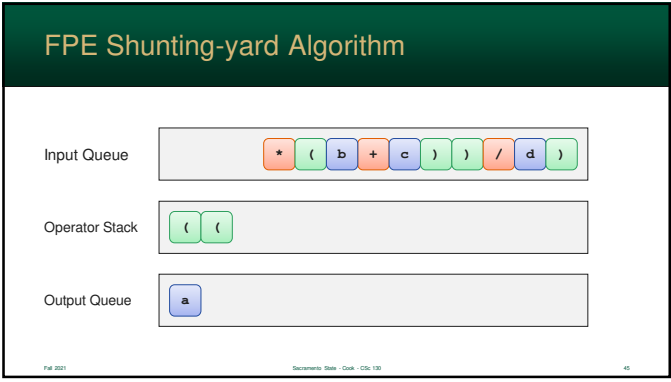 FPE Shunting-yard Algorithm
Input Queue * ( b + c ) ) / d )
Operator Stack ( (
Output Queue a
Fall 2021 Sacramento State - Cook - CSc 130 45